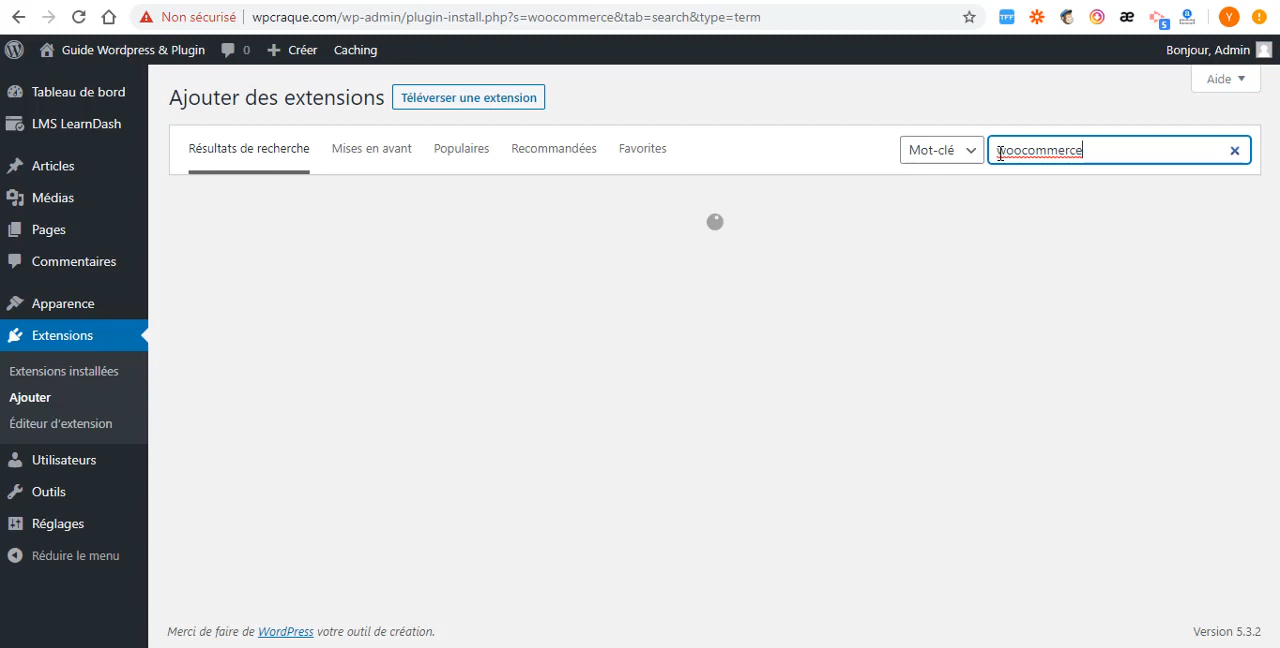 Non sécurisé
wpcraque.com/wp-admin/plugin-install.php?s=woocommerce&tab=search&type=term
TFF
æ
5
a
Y
Guide Wordpress & Plugin
0
Créer
Caching
Bonjour, Admin
Tableau de bord
LMS LearnDash
Articles
Médias
Pages
Commentaires
Apparence
Extensions
Extensions installées
Ajouter
Éditeur d'extension
Utilisateurs
Outils
Réglages
Réduire le menu
Aide
Ajouter des extensions
Téléverser une extension
Résultats de recherche
Mises en avant
Populaires
Recommandées
Favorites
Mot-clé
woocommerce
Merci de faire de WordPress votre outil de création.
Version 5.3.2